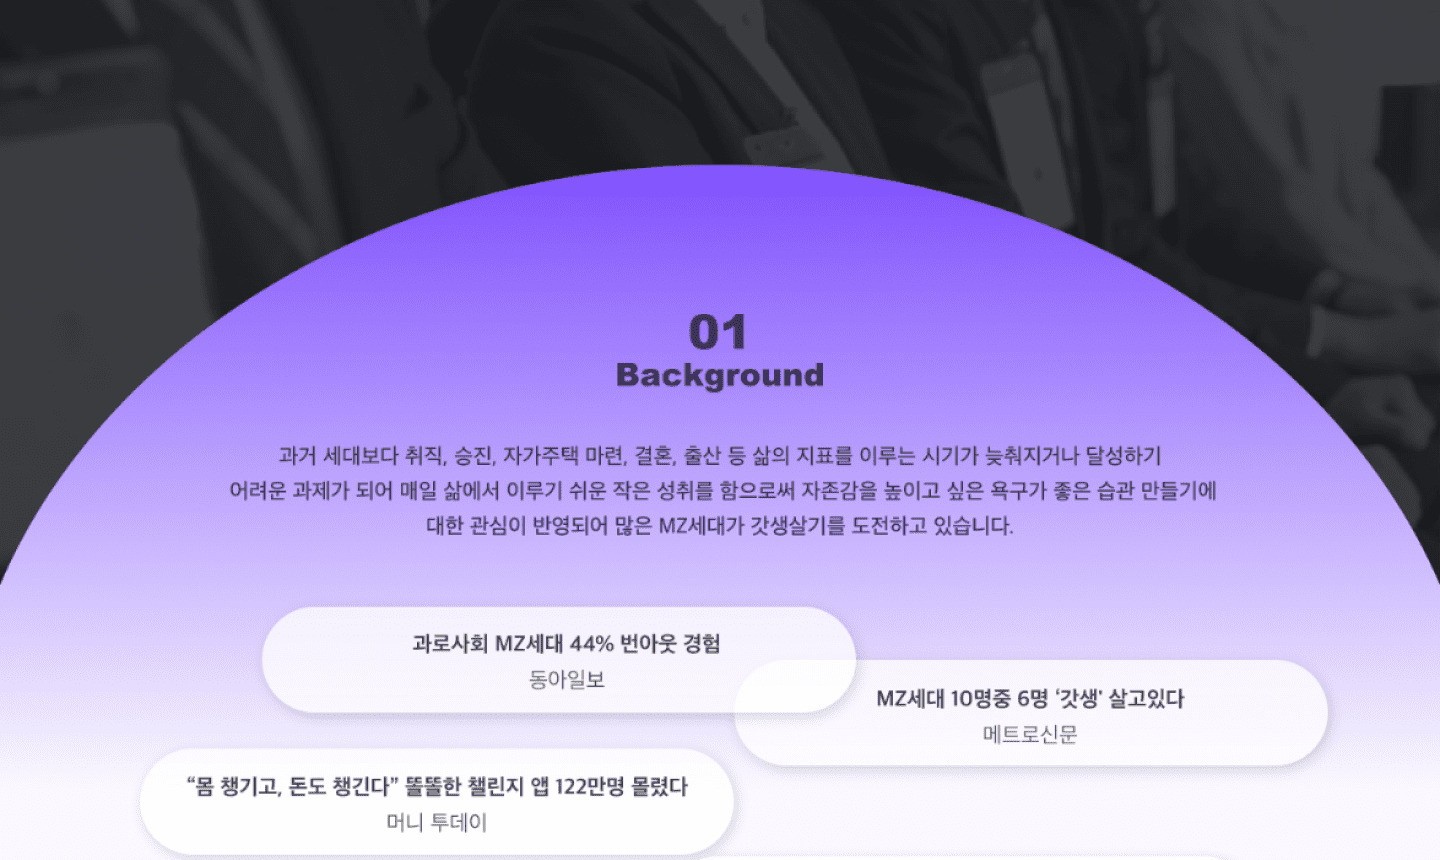 01
Background
과거 세대보다 취직, 승진, 자가주택 마련, 결혼, 출산 등 삶의 지표를 이루는 시기가 늦춰지거나 달성하기
어려운 과제가 되어 매일 삶에서 이루기 쉬운 작은 성취를 함으로써 자존감을 높이고 싶은 욕구가 좋은 습관 만들기에
대한 관심이 반영되어 많은 MZ세대가 갓생살기를 도전하고 있습니다.
과로사회 MZ세대 44% 번아웃 경험
동아일보
MZ세대 10명중 6명 ‘갓생' 살고있다
메트로신문
“몸 챙기고, 돈도 챙긴다” 똘똘한 챌린지 앱 122만명 몰렸다
머니 투데이